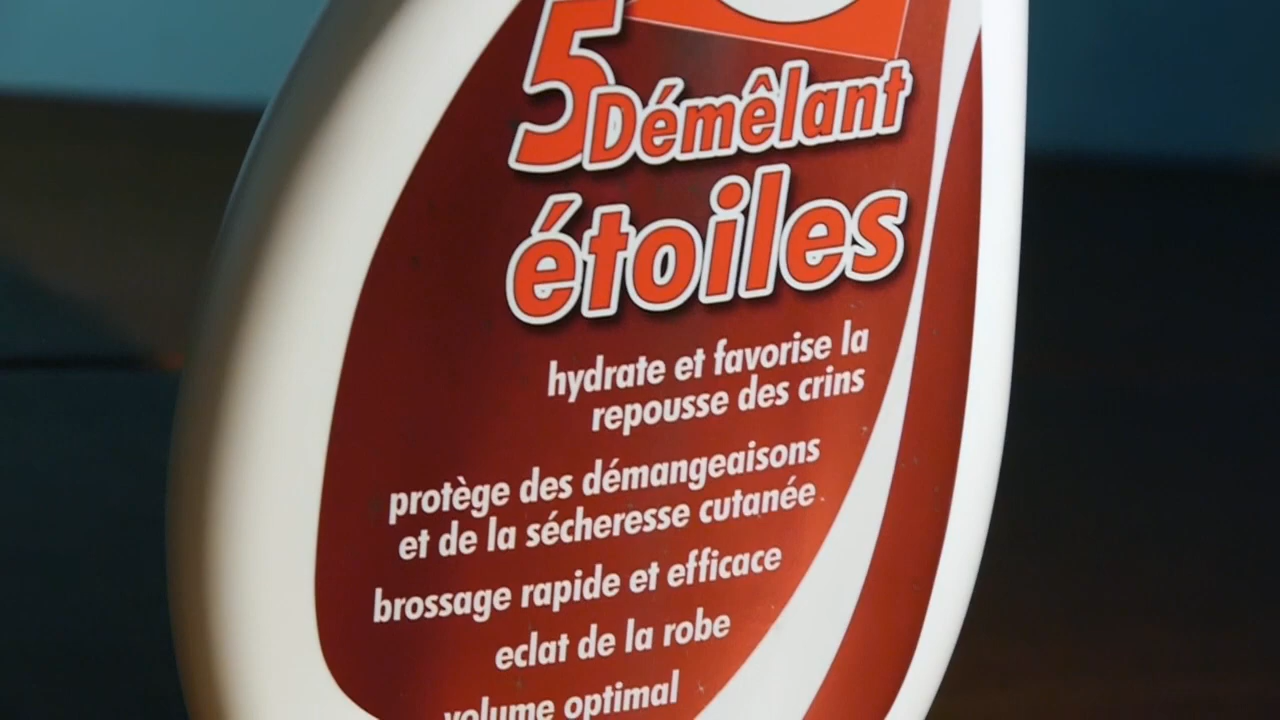 5 Démêlant
étoiles
hydrate et favorise la
repousse des crins
protège des démangeaisons
et de la sécheresse cutanée
brossage rapide et efficace
eclat de la robe
volume optimal